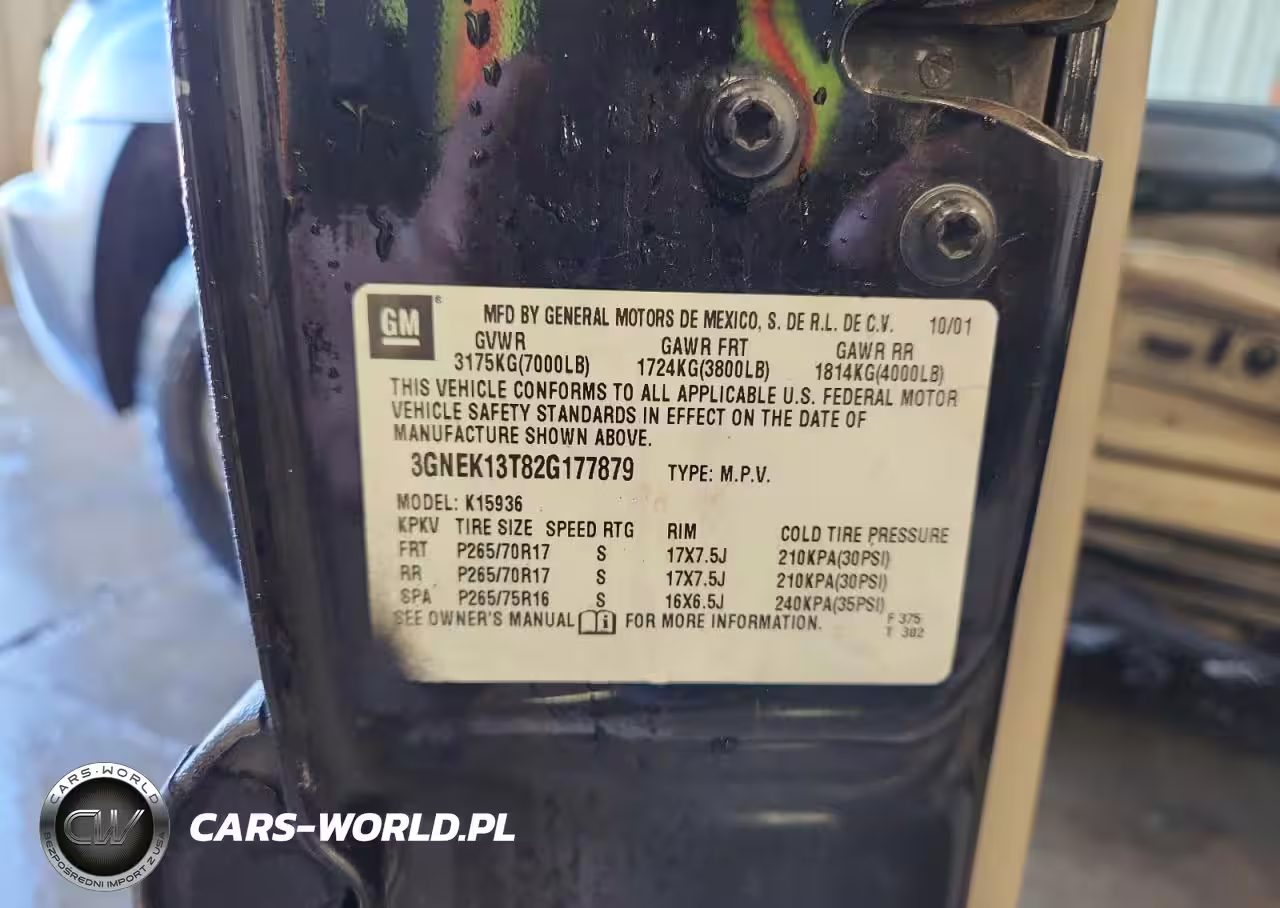 GM®
MFD BY GENERAL MOTORS DE MEXICO, S. DE R.L. DE C.V. 10/01
GVWR GAWR FRT GAWR RR
3175KG(7000LB) 1724KG(3800LB) 1814KG(4000LB)
THIS VEHICLE CONFORMS TO ALL APPLICABLE U.S. FEDERAL MOTOR
VEHICLE SAFETY STANDARDS IN EFFECT ON THE DATE OF
MANUFACTURE SHOWN ABOVE.
3GNEK13T82G177879 TYPE: M.P.V.
MODEL: K15936
KPKV TIRE SIZE SPEED RTG RIM COLD TIRE PRESSURE
FRT P265/70R17 S 17X7.5J 210KPA(30PSI)
RR P265/70R17 S 17X7.5J 210KPA(30PSI)
SPA P265/75R16 S 16X6.5J 240KPA(35PSI)
SEE OWNER'S MANUAL FOR MORE INFORMATION.
F 375
T 382
CARS-WORLD
CW
BEZPOŚREDNI IMPORT Z USA
CARS-WORLD.PL